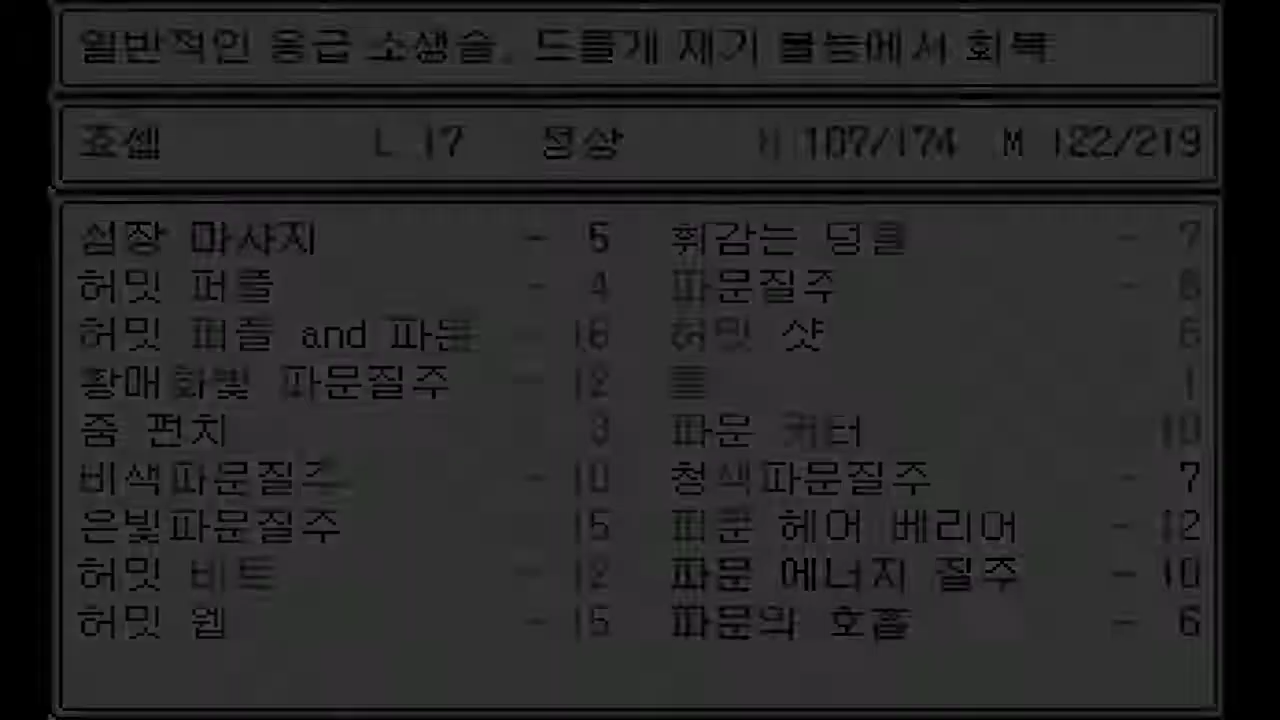 일반적인 응급 소생술. 드물게 재기 불능에서 회복
죠셉 L 17 정상 H 107/174 M 122/219
심장 마사지 - 5 휘감는 덩쿨 - 7
허밋 퍼플 - 4 파문질주 - 8
허밋 퍼플 and 파문 - 16 허밋 샷 6
황매화빛 파문질주 - 12 1
줌 펀치 3 파문 커터 10
비색파문질주 - 10 청색파문질주 - 7
은빛파문질주 15 파문 헤어 베리어 - 12
허밋 비트 - 12 파문 에너지 질주 - 10
허밋 웹 - 15 파문의 호흡 - 6